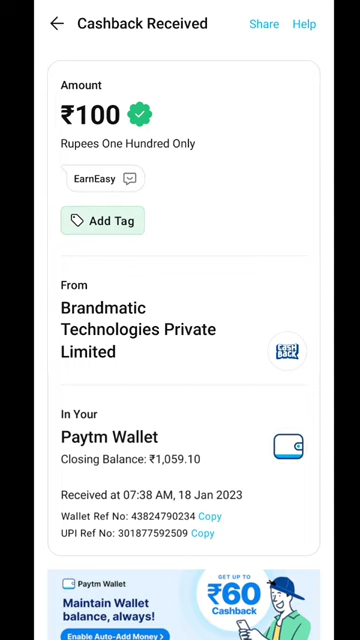 Cashback Received
Share
Help
Amount
₹100
Rupees One Hundred Only
EarnEasy
Add Tag
From
Brandmatic
Technologies Private
Limited
CASH
BACK
In Your
Paytm Wallet
Closing Balance: ₹1,059.10
Received at 07:38 AM, 18 Jan 2023
Wallet Ref No: 43824790234 Copy
UPI Ref No: 301877592509 Copy
Paytm Wallet
Maintain Wallet
balance, always!
Enable Auto-Add Money >
GET UP TO
₹60
Cashback